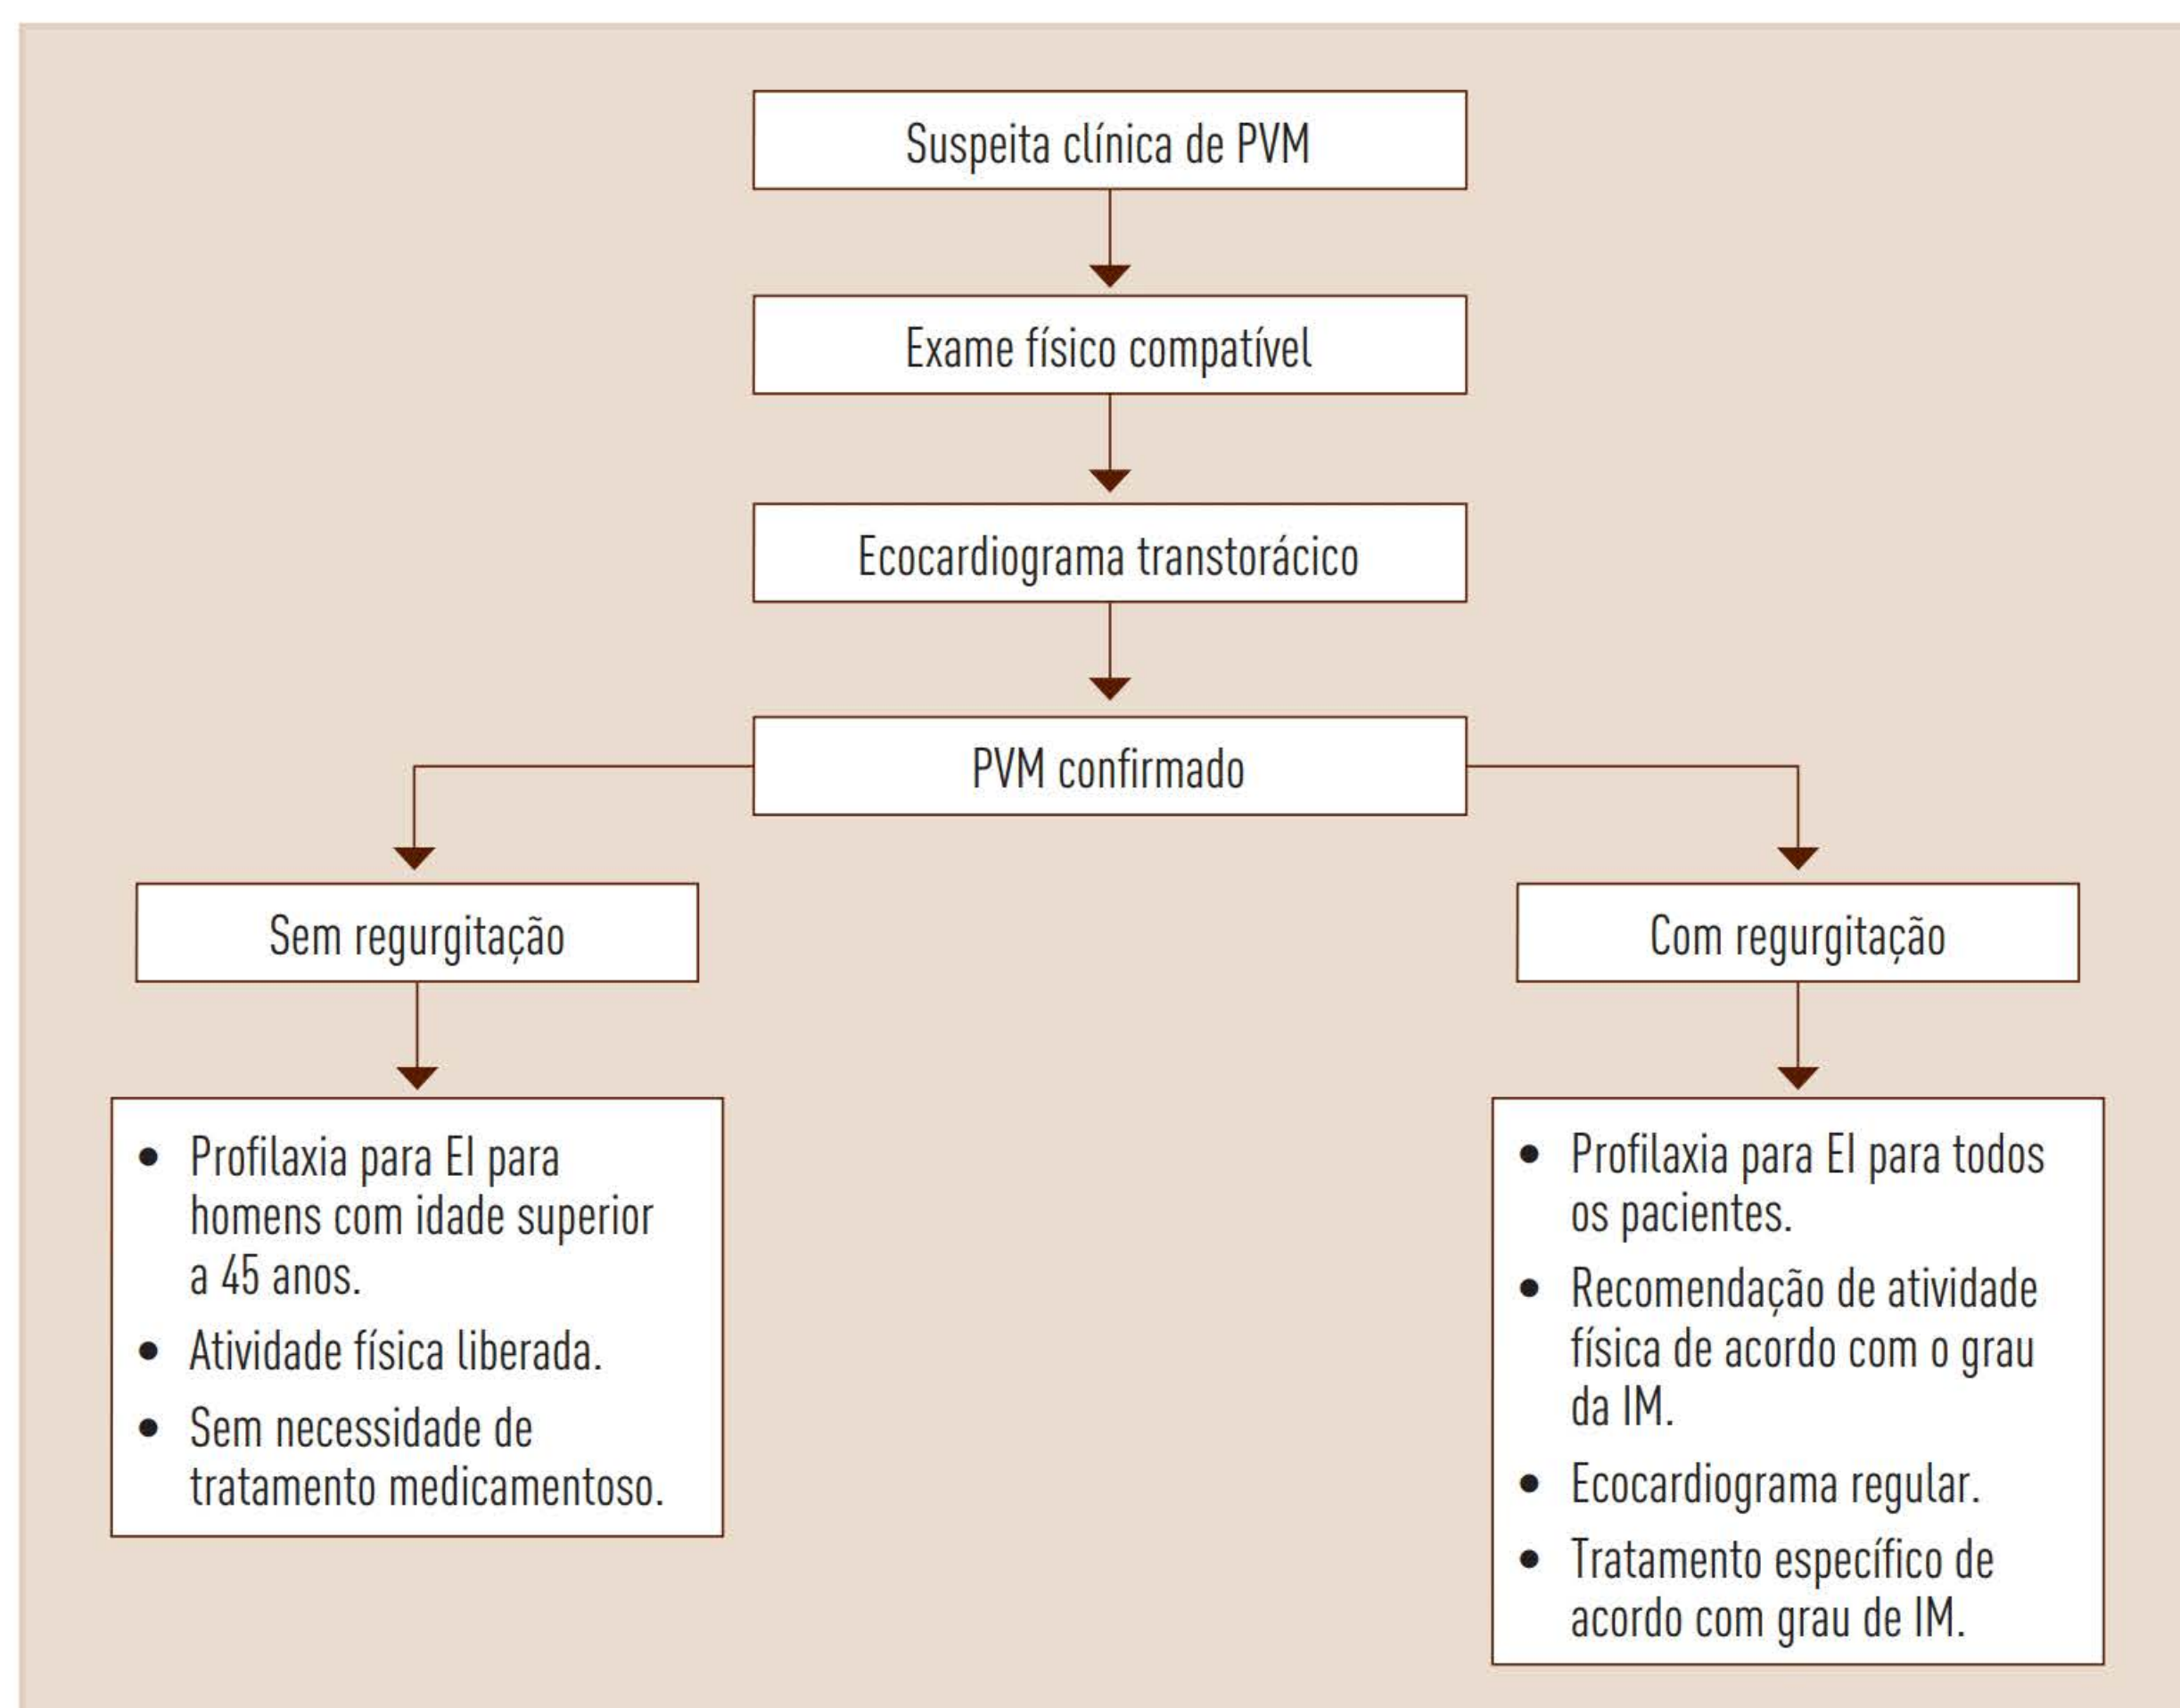 Suspeita clínica de PVM
Exame físico compatível
Ecocardiograma transtorácico
PVM confirmado
Sem regurgitação
Com regurgitação
• Profilaxia para EI para
homens com idade superior
a 45 anos.
• Atividade física liberada.
• Sem necessidade de
tratamento medicamentoso.
• Profilaxia para EI para todos
os pacientes.
• Recomendação de atividade
física de acordo com o grau
da IM.
• Ecocardiograma regular.
• Tratamento específico de
acordo com grau de IM.